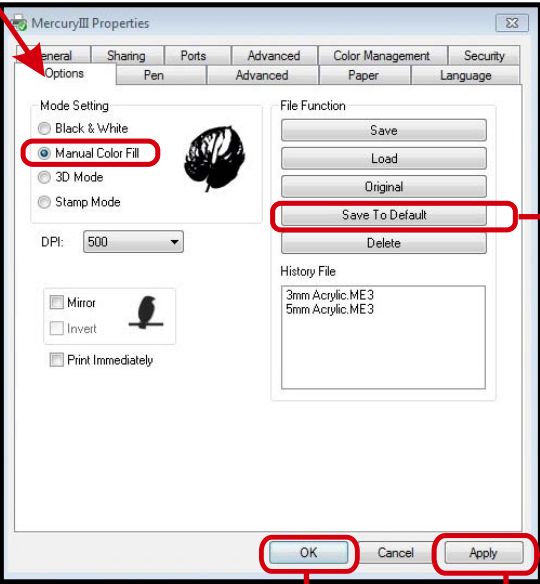 MercuryIII Properties
General Sharing Ports Advanced Color Management Security
Options Pen Advanced Paper Language
Mode Setting
Black & White
Manual Color Fill
3D Mode
Stamp Mode
DPI: 500
Mirror
Invert
Print Immediately
File Function
Save
Load
Original
Save To Default
Delete
History File
3mm Acrylic.ME3
5mm Acrylic.ME3
OK Cancel Apply